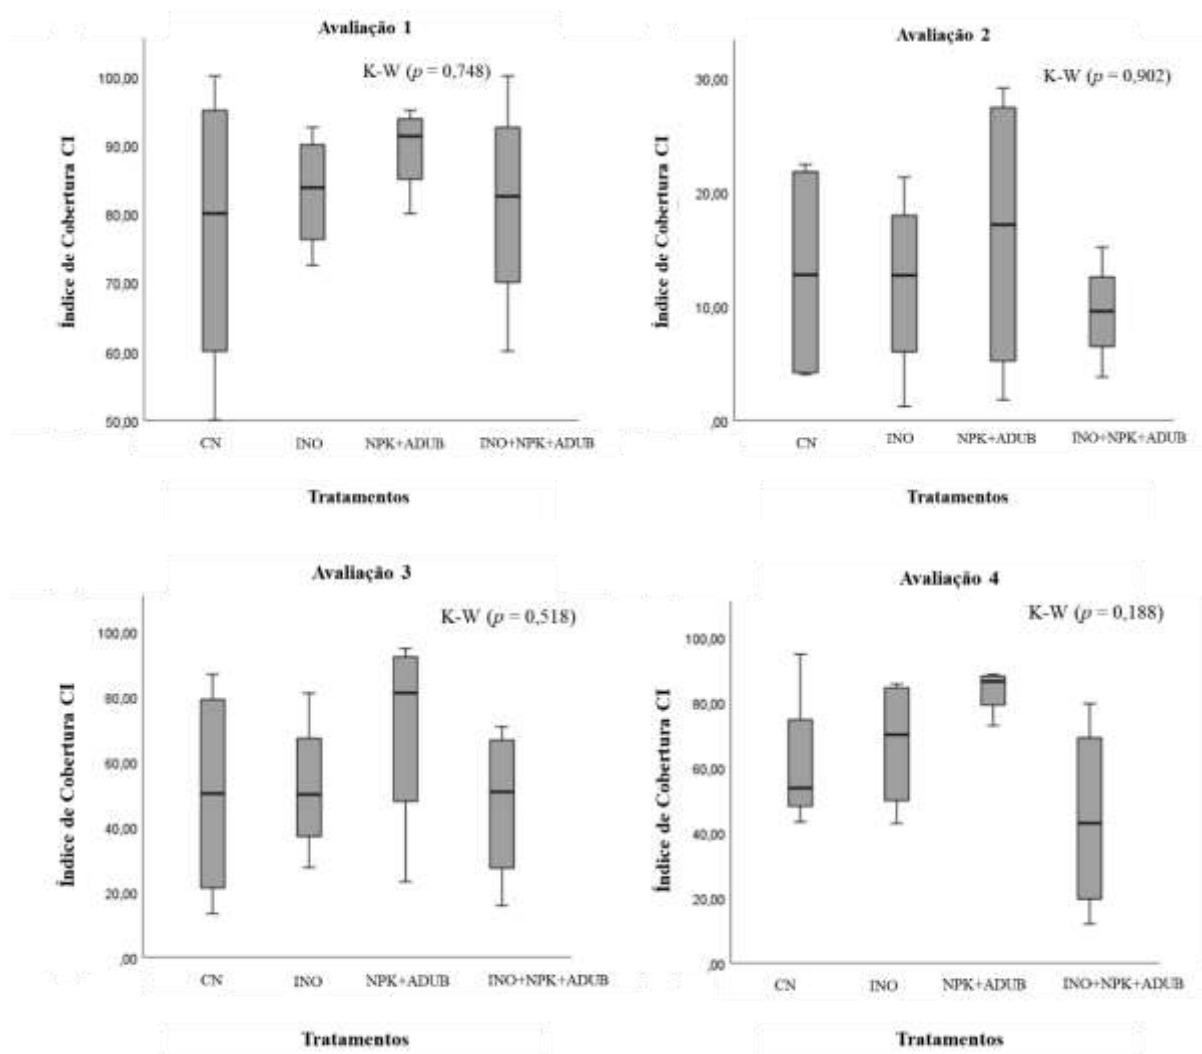 Avaliação 1
K-W (p = 0,748)
Índice de Cobertura CI
100,00
90,00
80,00
70,00
60,00
50,00
CN INO NPK+ADUB INO+NPK+ADUB
Tratamentos
Avaliação 2
K-W (p = 0,902)
Índice de Cobertura CI
30,00
20,00
10,00
,00
CN INO NPK+ADUB INO+NPK+ADUB
Tratamentos
Avaliação 3
K-W (p = 0,518)
Índice de Cobertura CI
100,00
80,00
60,00
40,00
20,00
,00
CN INO NPK+ADUB INO+NPK+ADUB
Tratamentos
Avaliação 4
K-W (p = 0,188)
Índice de Cobertura CI
100,00
80,00
60,00
40,00
20,00
,00
CN INO NPK+ADUB INO+NPK+ADUB
Tratamentos